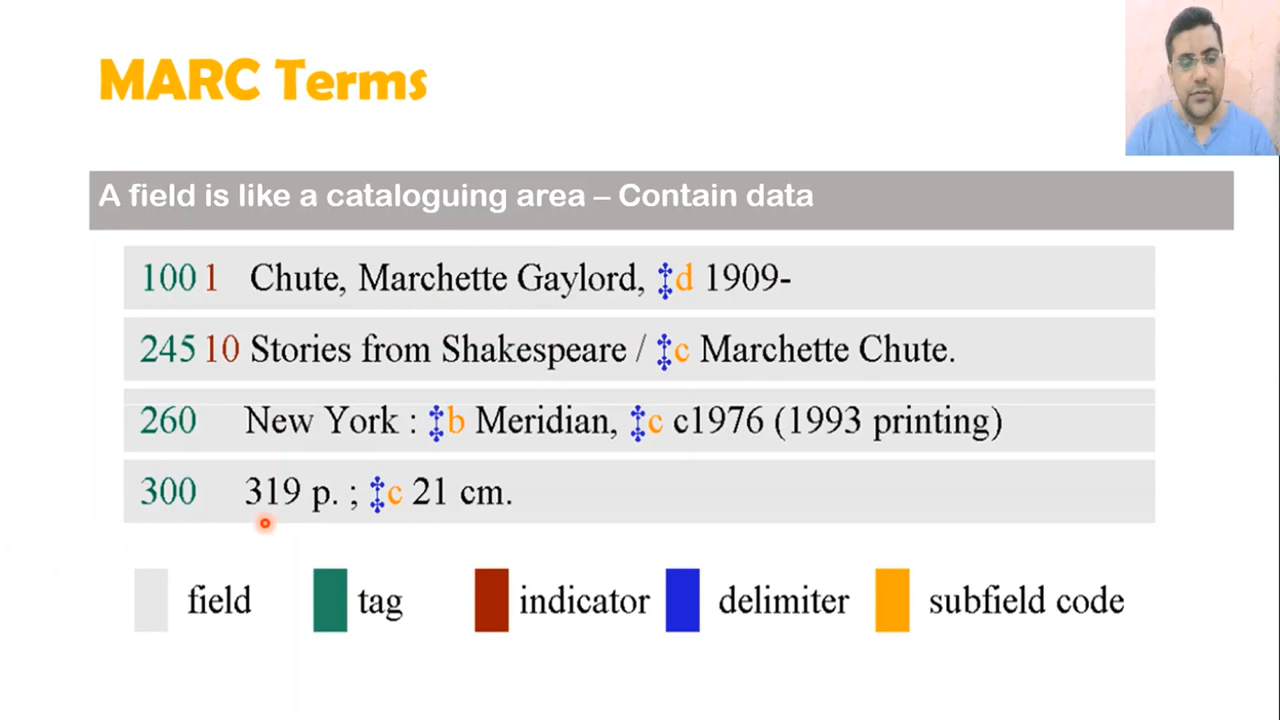 MARC Terms
A field is like a cataloguing area – Contain data
100 1 Chute, Marchette Gaylord, ‡d 1909-
245 10 Stories from Shakespeare / ‡c Marchette Chute.
260 New York : ‡b Meridian, ‡c c1976 (1993 printing)
300 319 p. ; ‡c 21 cm.
field tag indicator delimiter subfield code